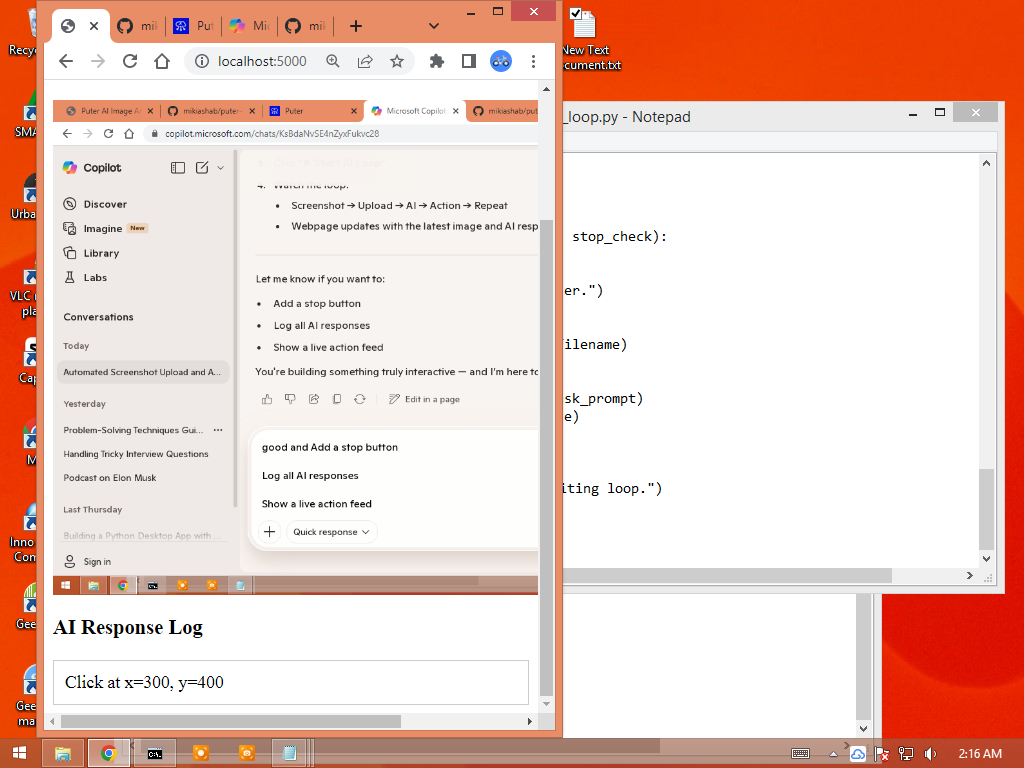 Recyc
SMA
Urba
VLC
pla
Cap
M
Inno
Con
Gee
Gee
ma
New Text
ocument.txt
mik
Put
Mic
mik
localhost:5000
Puter AI Image A
mikiashab/puter-
Puter
Microsoft Copilot
mikiashab/put
copilot.microsoft.com/chats/KsBdaNvSE4nZyxFukvc28
Copilot
Discover
Imagine New
Library
Labs
Conversations
Today
Automated Screenshot Upload and A...
Yesterday
Problem-Solving Techniques Gui...
Handling Tricky Interview Questions
Podcast on Elon Musk
Last Thursday
Building a Python Desktop App with ...
Sign in
4. Watch the loop:
• Screenshot → Upload → AI → Action → Repeat
• Webpage updates with the latest image and AI resp
Let me know if you want to:
• Add a stop button
• Log all AI responses
• Show a live action feed
You're building something truly interactive — and I'm here to
Edit in a page
good and Add a stop button
Log all AI responses
Show a live action feed
Quick response
AI Response Log
Click at x=300, y=400
_loop.py - Notepad
stop_check):
er.")
ilename)
sk_prompt)
e)
iting loop.")
2:16 AM